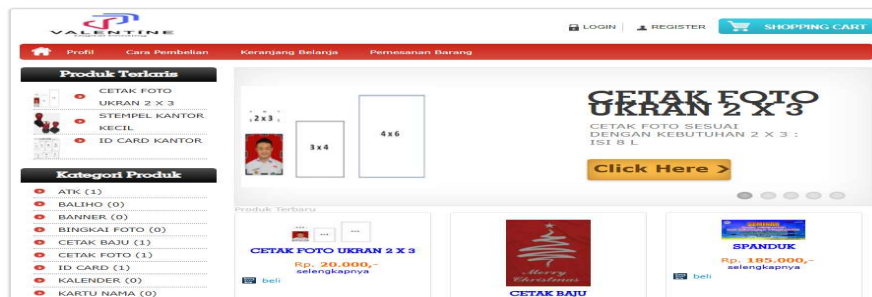 VALENTINE
LOGIN
REGISTER
SHOPPING CART
Profil
Cara Pembelian
Keranjang Belanja
Pemesanan Barang
Produk Terlaris
CETAK FOTO
UKRAN 2 X 3
STEMPEL KANTOR
KECIL
ID CARD KANTOR
Kategori Produk
ATK (1)
BALIHO (0)
BANNER (0)
BINGKAI FOTO (0)
CETAK BAJU (1)
CETAK FOTO (1)
ID CARD (1)
KALENDER (0)
KARTU NAMA (0)
2x3
3x4
4x6
CETAK FOTO
UKRAN 2 X 3
CETAK FOTO SESUAI
DENGAN KEBUTUHAN 2 X 3 :
ISI 8 L
Click Here >
Produk Terbaru
CETAK FOTO UKRAN 2 X 3
Rp. 20.000,-
selengkapnya
beli
Merry
Christmas
CETAK BAJU
SEMINAR
SPANDUK
Rp. 185.000,-
selengkapnya
beli